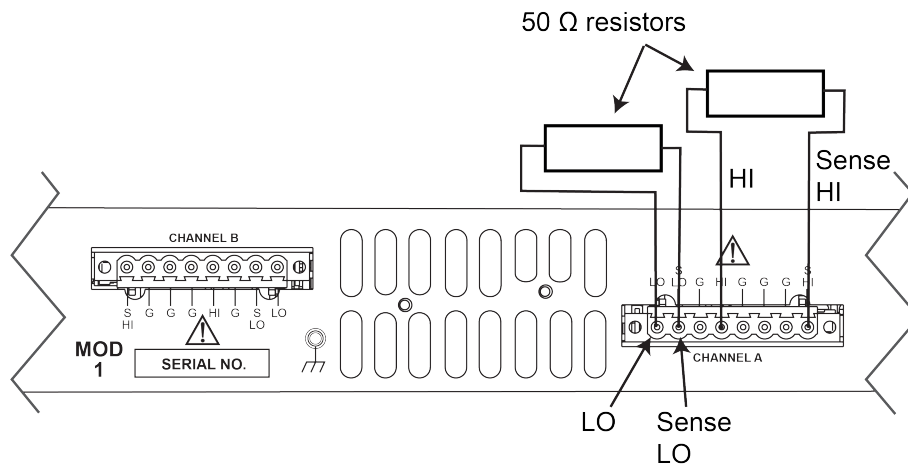 50 Ω resistors
HI
Sense
HI
CHANNEL B
S
HI
G
G
G
HI
G
S
LO
LO
MOD
1
SERIAL NO.
LO
S
LO
G
HI
G
G
G
S
HI
CHANNEL A
LO
Sense
LO